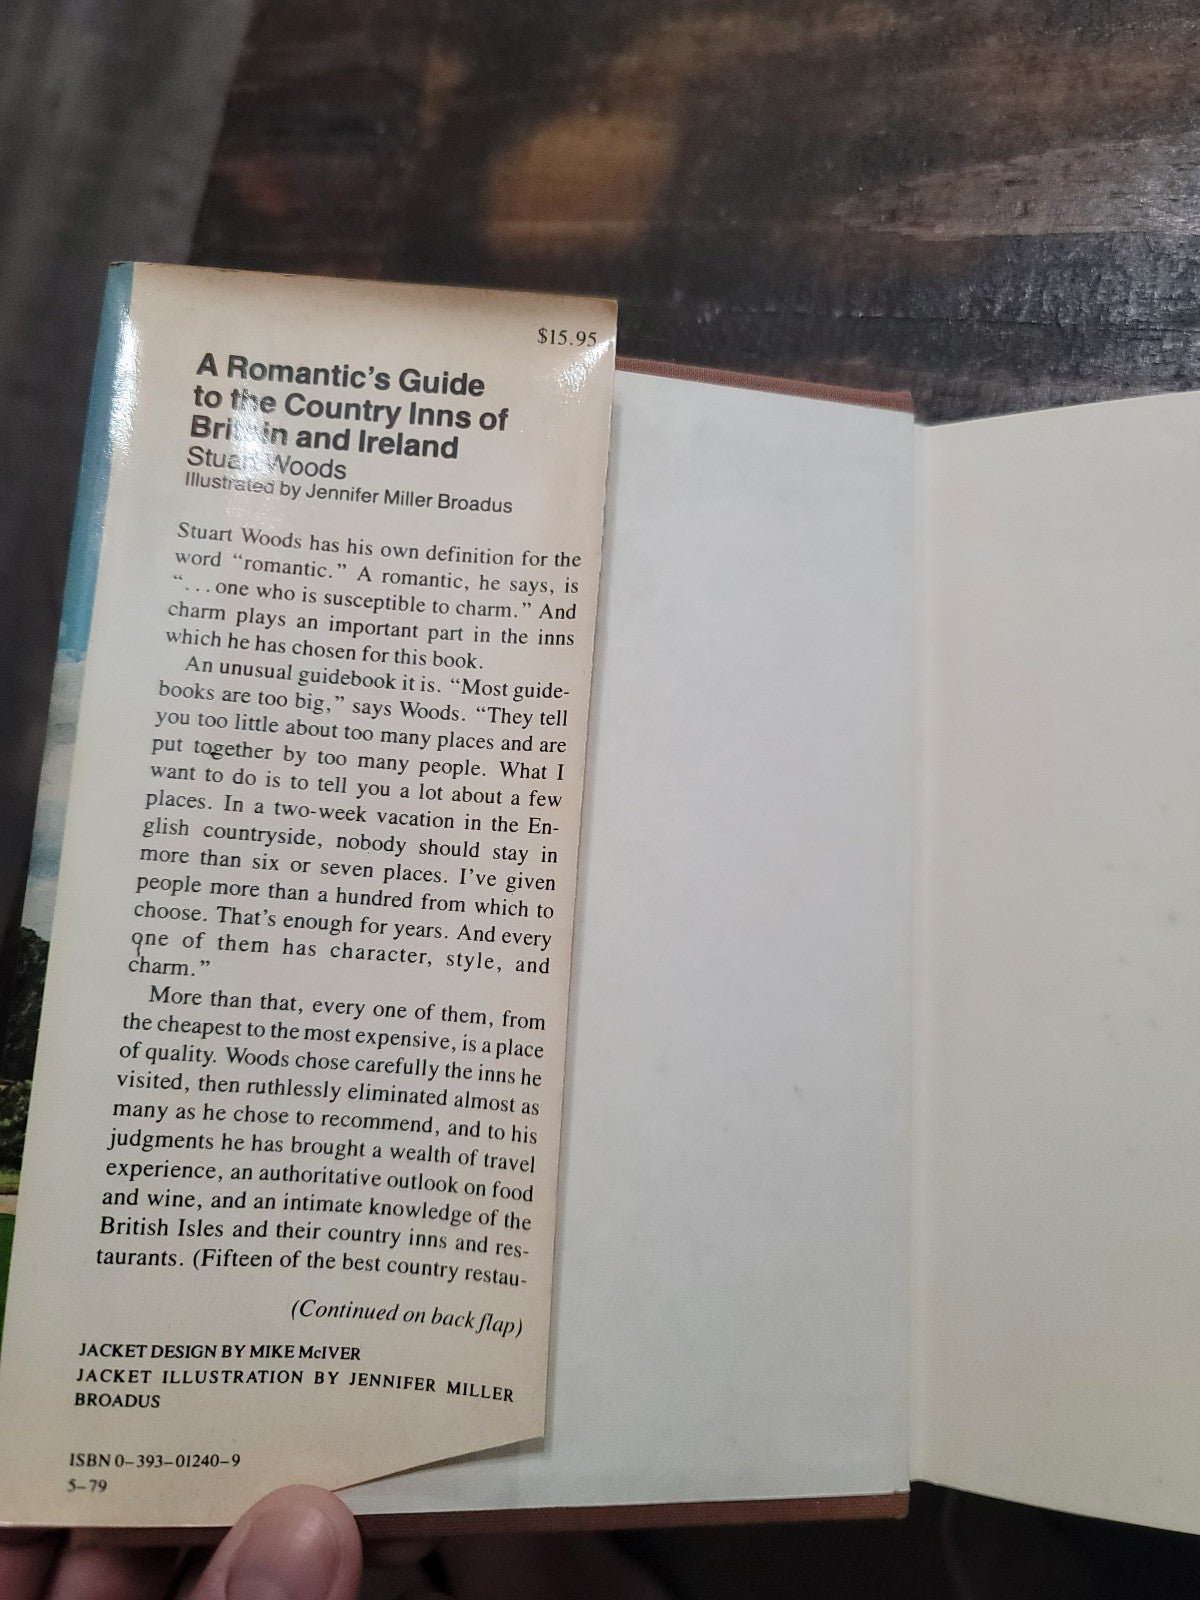 $15.95
A Romantic's Guide
to the Country Inns of
Britain and Ireland
Stuart Woods
Illustrated by Jennifer Miller Broadus
Stuart Woods has his own definition for the
word “romantic.” A romantic, he says, is
“. . . one who is susceptible to charm.” And
charm plays an important part in the inns
which he has chosen for this book.
An unusual guidebook it is. “Most guide-
books are too big,” says Woods. “They tell
you too little about too many places and are
put together by too many people. What I
want to do is to tell you a lot about a few
places. In a two-week vacation in the En-
glish countryside, nobody should stay in
more than six or seven places. I've given
people more than a hundred from which to
choose. That's enough for years. And every
one of them has character, style, and
charm.”
More than that, every one of them, from
the cheapest to the most expensive, is a place
of quality. Woods chose carefully the inns he
visited, then ruthlessly eliminated almost as
many as he chose to recommend, and to his
judgments he has brought a wealth of travel
experience, an authoritative outlook on food
and wine, and an intimate knowledge of the
British Isles and their country inns and res-
taurants. (Fifteen of the best country restau-
(Continued on back flap)
JACKET DESIGN BY MIKE McIVER
JACKET ILLUSTRATION BY JENNIFER MILLER
BROADUS
ISBN 0-393-01240-9
5-79